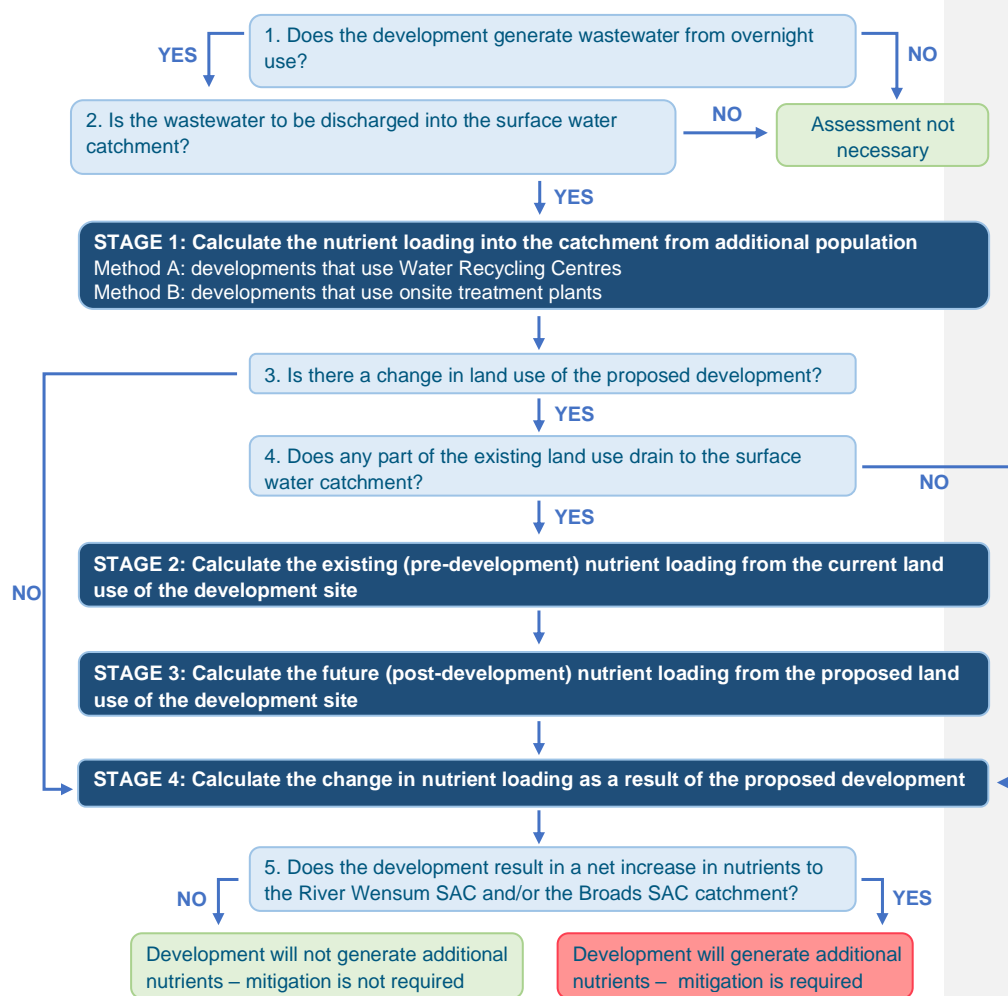 1. Does the development generate wastewater from overnight
use?
YES
NO
2. Is the wastewater to be discharged into the surface water
catchment?
NO
Assessment not
necessary
YES
STAGE 1: Calculate the nutrient loading into the catchment from additional population
Method A: developments that use Water Recycling Centres
Method B: developments that use onsite treatment plants
3. Is there a change in land use of the proposed development?
YES
4. Does any part of the existing land use drain to the surface
water catchment?
NO
YES
STAGE 2: Calculate the existing (pre-development) nutrient loading from the current land
use of the development site
NO
STAGE 3: Calculate the future (post-development) nutrient loading from the proposed land
use of the development site
STAGE 4: Calculate the change in nutrient loading as a result of the proposed development
5. Does the development result in a net increase in nutrients to
the River Wensum SAC and/or the Broads SAC catchment?
NO
YES
Development will not generate additional
nutrients – mitigation is not required
Development will generate additional
nutrients – mitigation is required